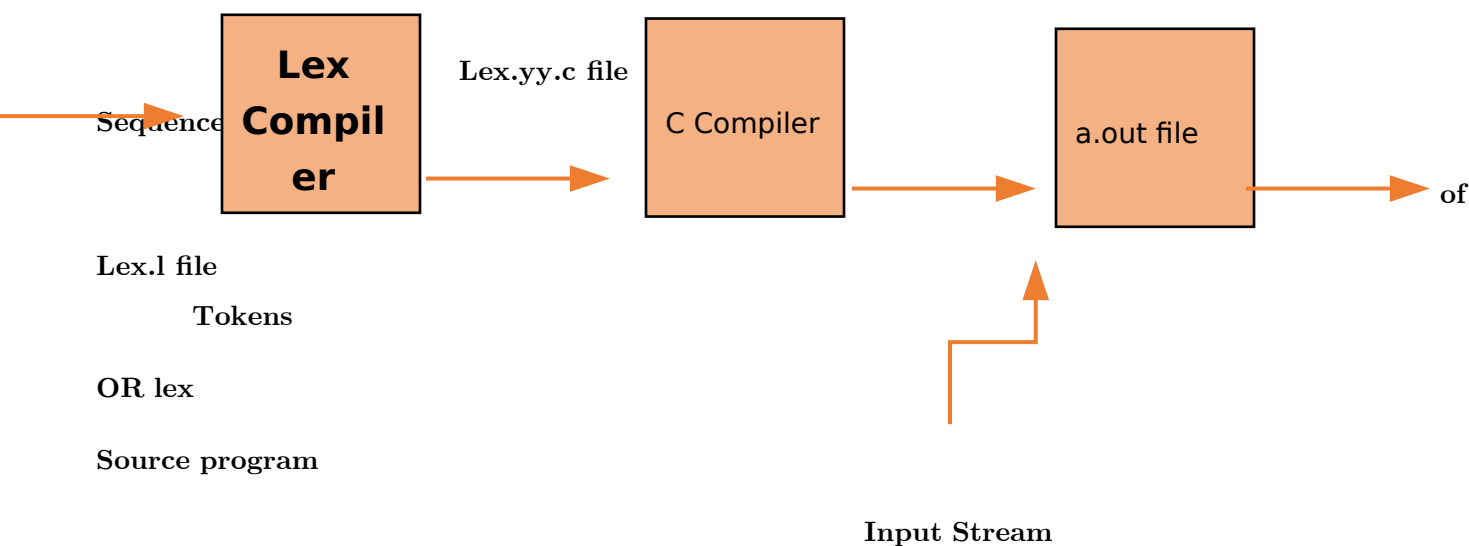 Lex
Compil
er
Lex.yy.c file
C Compiler
a.out file
Sequence
of
Lex.l file
Tokens
OR lex
Source program
Input Stream